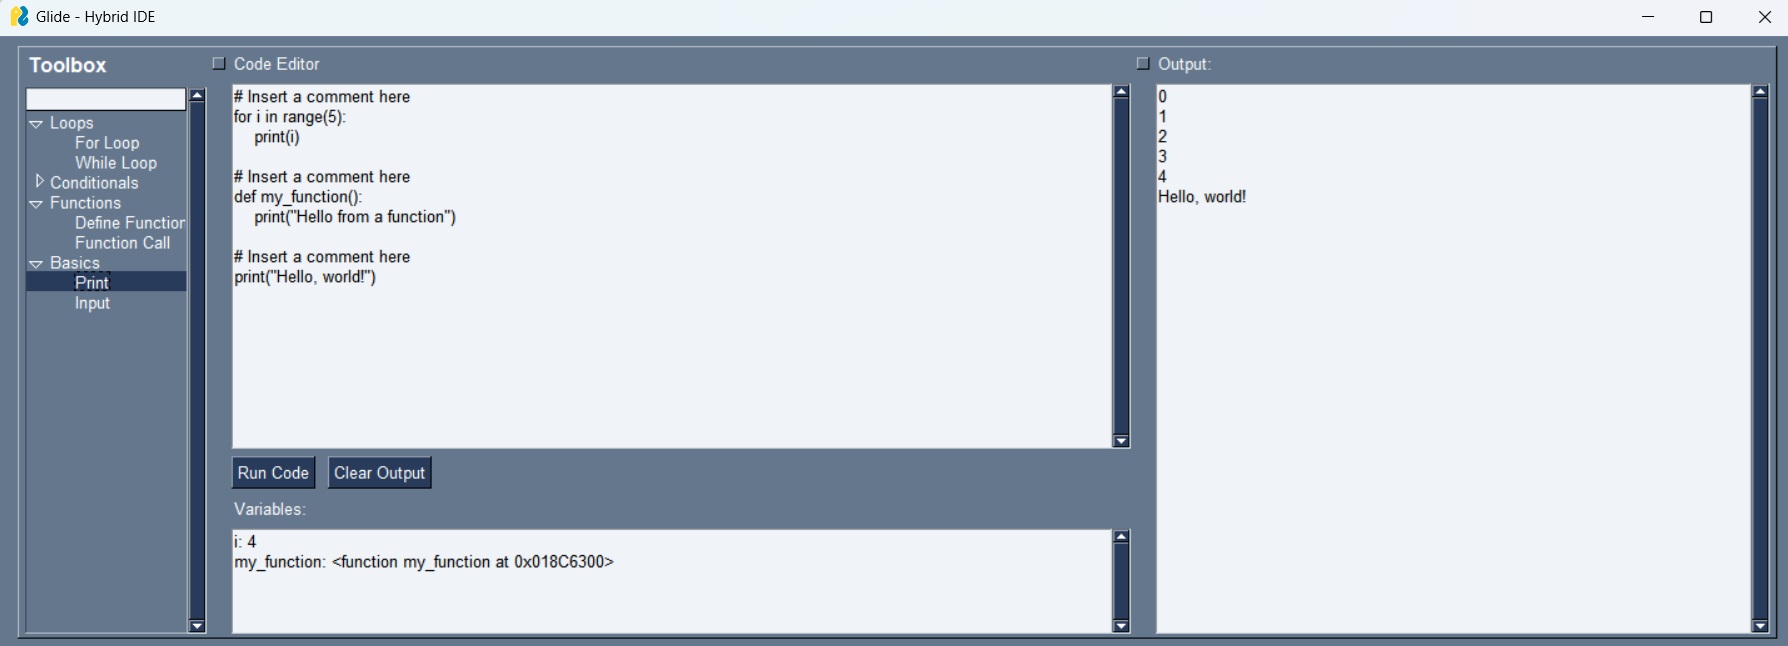 Glide - Hybrid IDE
Toolbox
Loops
For Loop
While Loop
Conditionals
Functions
Define Function
Function Call
Basics
Print
Input
Code Editor
# Insert a comment here
for i in range(5):
    print(i)
# Insert a comment here
def my_function():
    print("Hello from a function")
# Insert a comment here
print("Hello, world!")
Run Code
Clear Output
Variables:
i: 4
my_function: <function my_function at 0x018C6300>
Output:
0
1
2
3
4
Hello, world!